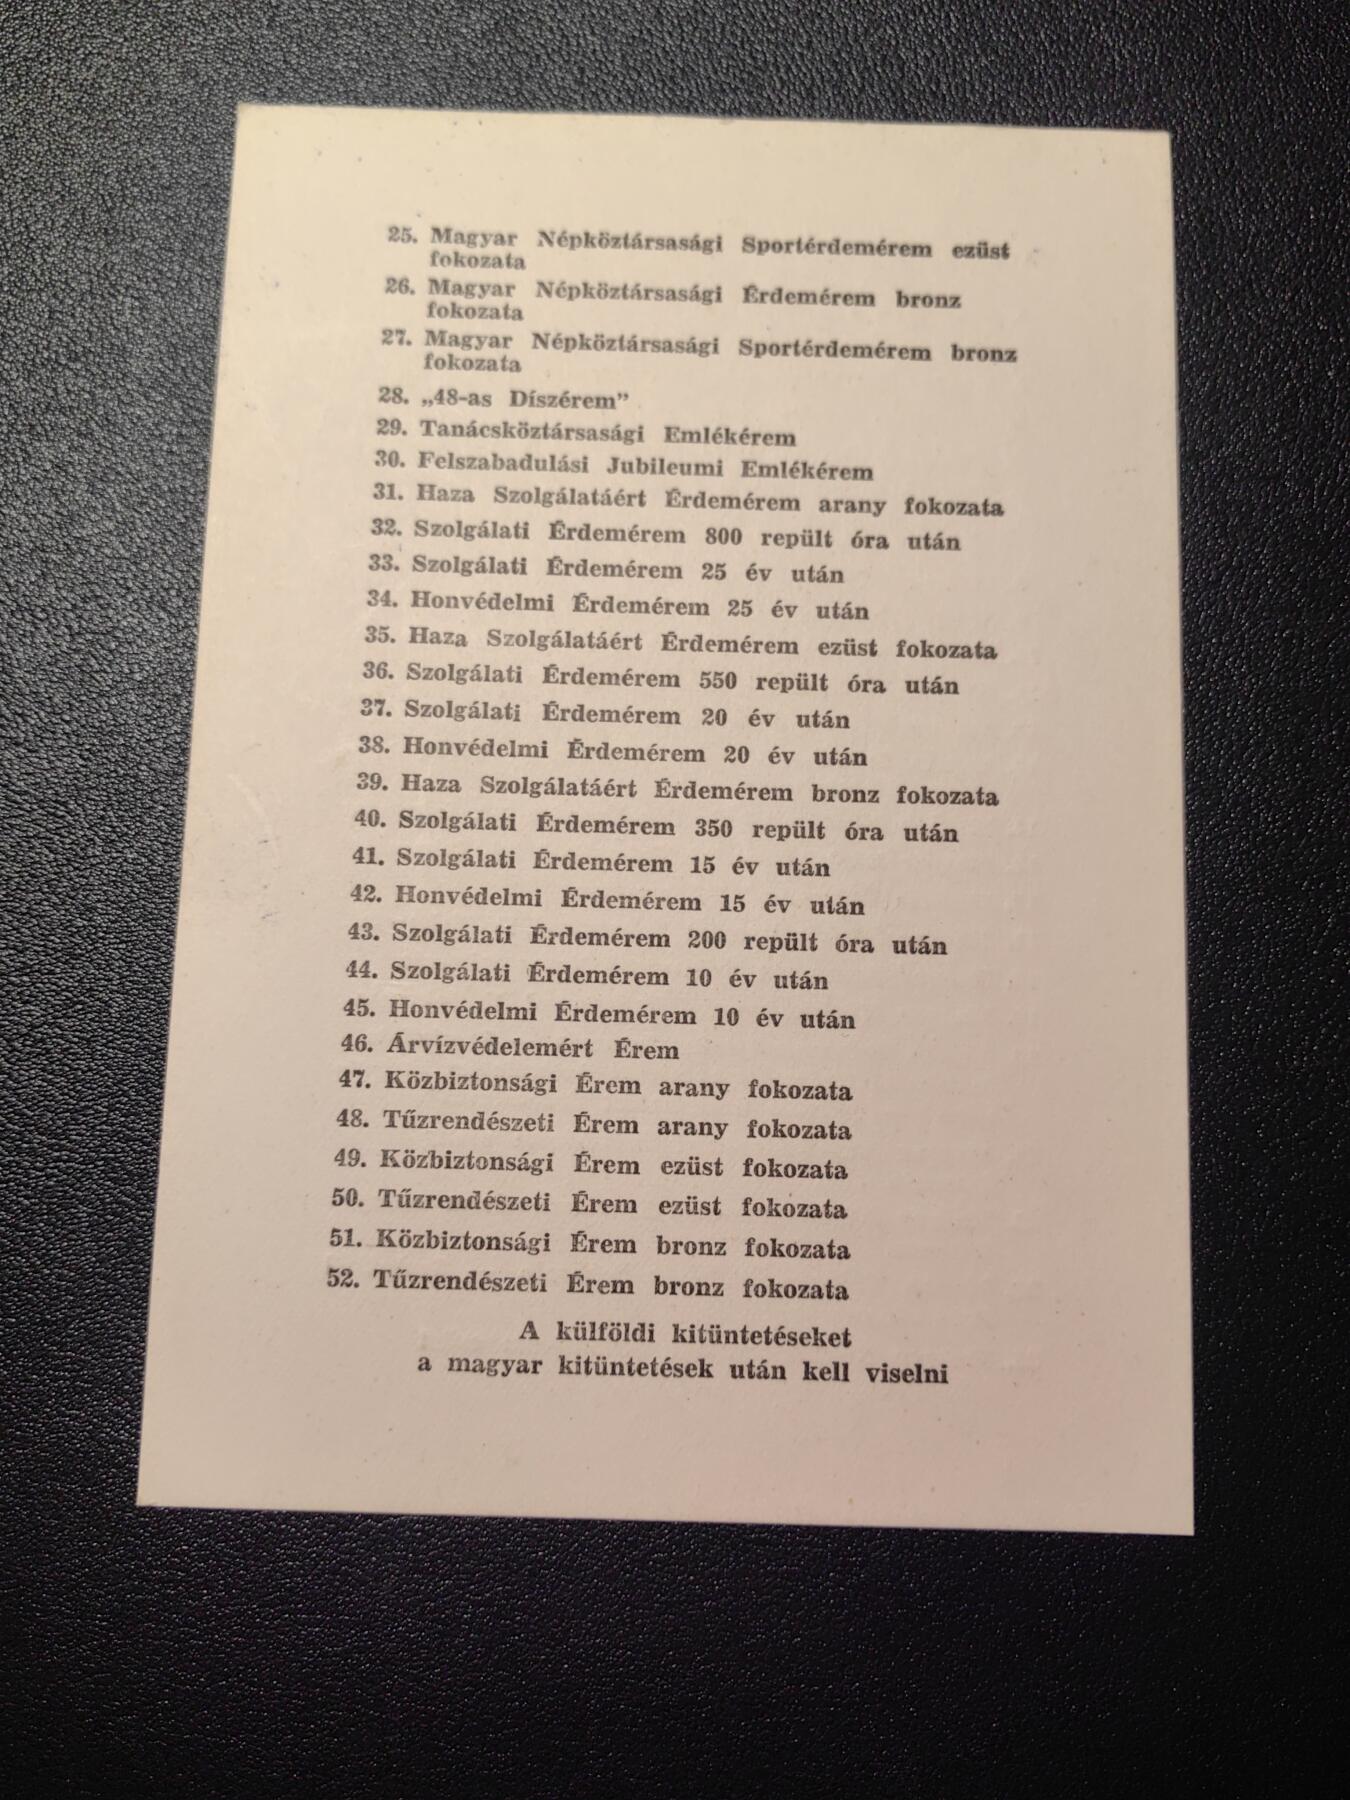 25. Magyar Népköztársasági Sportérdemérem ezüst
fokozata
26. Magyar Népköztársasági Érdemérem bronz
fokozata
27. Magyar Népköztársasági Sportérdemérem bronz
fokozata
28. „48-as Díszérem”
29. Tanácsköztársasági Emlékérem
30. Felszabadulási Jubileumi Emlékérem
31. Haza Szolgálatáért Érdemérem arany fokozata
32. Szolgálati Érdemérem 800 repült óra után
33. Szolgálati Érdemérem 25 év után
34. Honvédelmi Érdemérem 25 év után
35. Haza Szolgálatáért Érdemérem ezüst fokozata
36. Szolgálati Érdemérem 550 repült óra után
37. Szolgálati Érdemérem 20 év után
38. Honvédelmi Érdemérem 20 év után
39. Haza Szolgálatáért Érdemérem bronz fokozata
40. Szolgálati Érdemérem 350 repült óra után
41. Szolgálati Érdemérem 15 év után
42. Honvédelmi Érdemérem 15 év után
43. Szolgálati Érdemérem 200 repült óra után
44. Szolgálati Érdemérem 10 év után
45. Honvédelmi Érdemérem 10 év után
46. Árvízvédelemért Érem
47. Közbiztonsági Érem arany fokozata
48. Tűzrendészeti Érem arany fokozata
49. Közbiztonsági Érem ezüst fokozata
50. Tűzrendészeti Érem ezüst fokozata
51. Közbiztonsági Érem bronz fokozata
52. Tűzrendészeti Érem bronz fokozata
A külföldi kitüntetéseket
a magyar kitüntetések után kell viselni